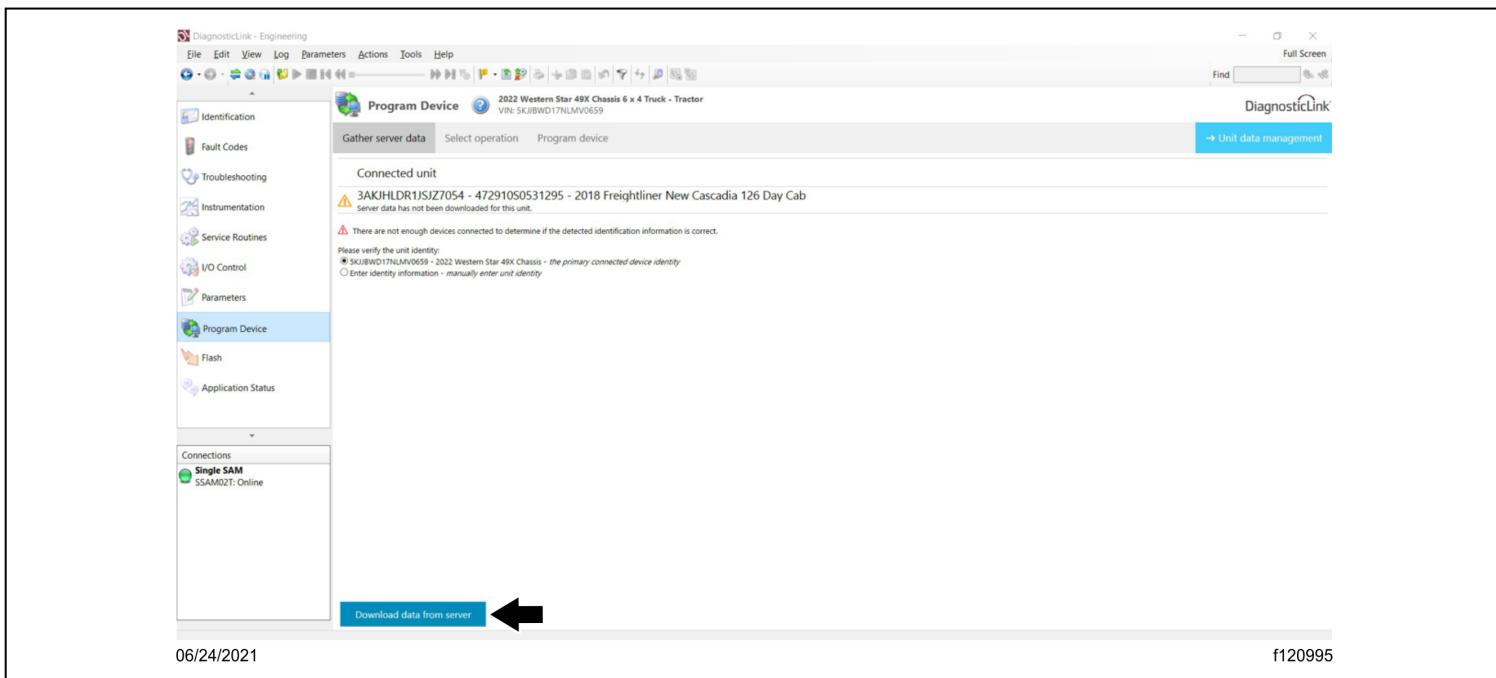 DiagnosticLink - Engineering
File Edit View Log Parameters Actions Tools Help Full Screen
Find
Program Device 2022 Western Star 49X Chassis 6 x 4 Truck - Tractor
VIN: 5KJJBWD17NLMV0659
DiagnosticLink
Gather server data Select operation Program device → Unit data management
Identification
Fault Codes
Troubleshooting
Instrumentation
Service Routines
I/O Control
Parameters
Program Device
Flash
Application Status
Connected unit
3AKJHLDR1JSJZ7054 - 472910S0531295 - 2018 Freightliner New Cascadia 126 Day Cab
Server data has not been downloaded for this unit.
There are not enough devices connected to determine if the detected identification information is correct.
Please verify the unit identity:
5KJJBWD17NLMV0659 - 2022 Western Star 49X Chassis - the primary connected device identity
Enter identity information - manually enter unit identity
Connections
Single SAM
SSAM02T: Online
Download data from server
06/24/2021 f120995